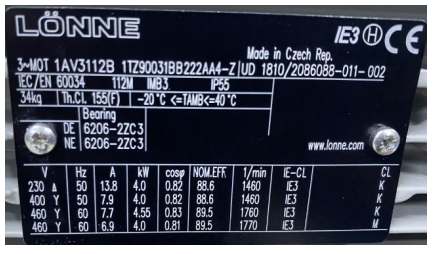 LÖNNE IE3 H CE
Made in Czech Rep.
3~MOT 1AV3112B 1TZ90031BB222AA4-Z UD 1810/2086088-011-002
IEC/EN 60034 112M IMB3 IP55
34kg Th.Cl. 155(F) -20°C <=TAMB<=40°C
Bearing
DE 6206-2ZC3
NE 6206-2ZC3
www.lonne.com
V Hz A kW cosφ NOM.EFF 1/min IE-CL CL
230 Δ 50 13.8 4.0 0.82 88.6 1460 IE3 K
400 Y 50 7.9 4.0 0.82 88.6 1460 IE3 K
460 Y 60 7.7 4.55 0.83 89.5 1760 IE3 K
460 Y 60 6.9 4.0 0.81 89.5 1770 IE3 M